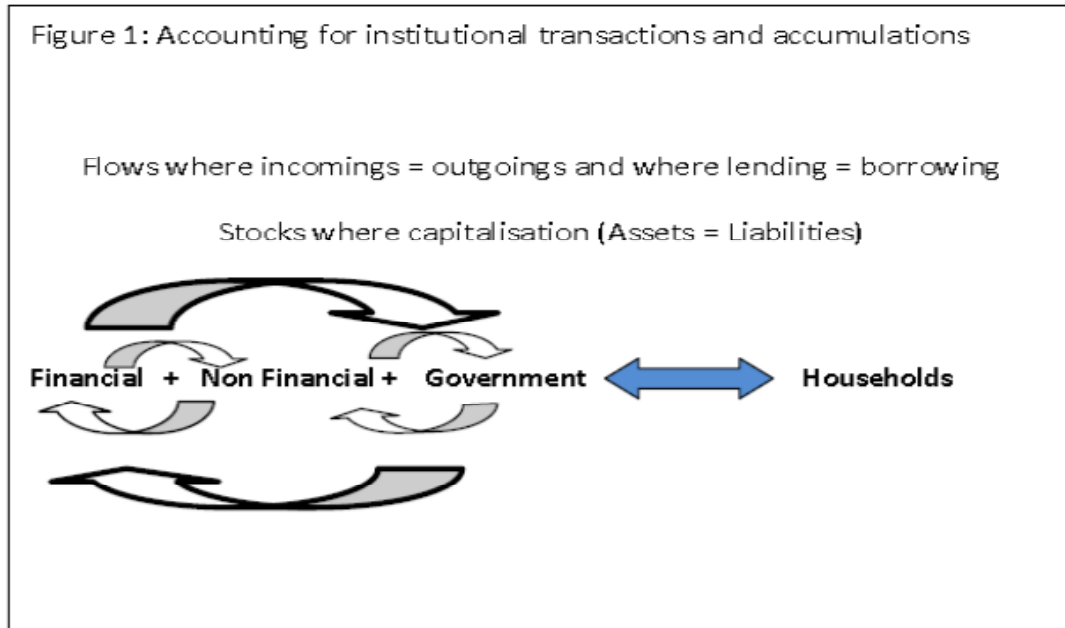 Figure 1: Accounting for institutional transactions and accumulations
Flows where incomings = outgoings and where lending = borrowing
Stocks where capitalisation (Assets = Liabilities)
Financial + Non Financial + Government Households